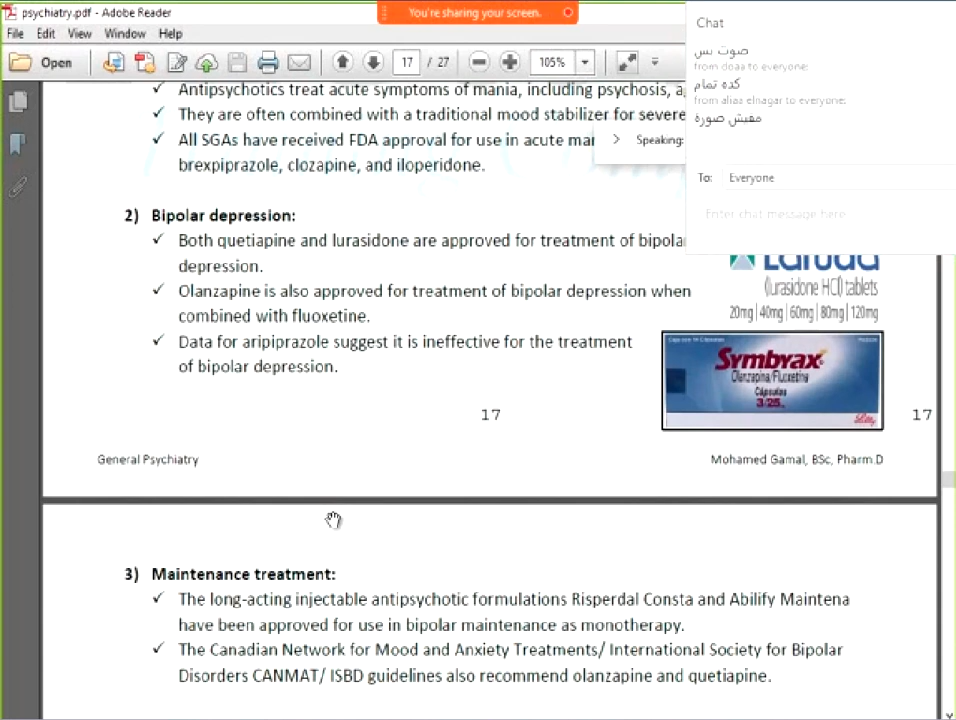 psychiatry.pdf - Adobe Reader
You're sharing your screen.
File Edit View Window Help
Open
17 / 27
105%
Chat
صوت بس
from doaa to everyone:
كده تمام
from aliaa elnagar to everyone:
مفيش صورة
Speaking:
To: Everyone
Enter chat message here
✓ Antipsychotics treat acute symptoms of mania, including psychosis,
✓ They are often combined with a traditional mood stabilizer for severe
✓ All SGAs have received FDA approval for use in acute
brexpiprazole, clozapine, and iloperidone.
2) Bipolar depression:
✓ Both quetiapine and lurasidone are approved for treatment of bipolar
depression.
✓ Olanzapine is also approved for treatment of bipolar depression when
combined with fluoxetine.
✓ Data for aripiprazole suggest it is ineffective for the treatment
of bipolar depression.
Latuda
(lurasidone HCl) tablets
20mg | 40mg | 60mg | 80mg | 120mg
Symbyax
Olanzapina/Fluoxetina
Cápsulas
3/25
Lilly
17
17
General Psychiatry
Mohamed Gamal, BSc, Pharm.D
3) Maintenance treatment:
✓ The long-acting injectable antipsychotic formulations Risperdal Consta and Abilify Maintena
have been approved for use in bipolar maintenance as monotherapy.
✓ The Canadian Network for Mood and Anxiety Treatments/ International Society for Bipolar
Disorders CANMAT/ ISBD guidelines also recommend olanzapine and quetiapine.